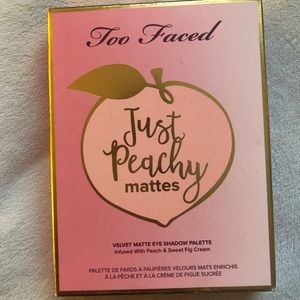 Too Faced
Just
Peachy
mattes
VELVET MATTE EYE SHADOW PALETTE
Infused With Peach & Sweet Fig Cream
PALETTE DE FARDS À PAUPIÈRES VELOURS MATS ENRICHIS
À LA PÊCHE ET À LA CRÈME DE FIGUE SUCRÉE